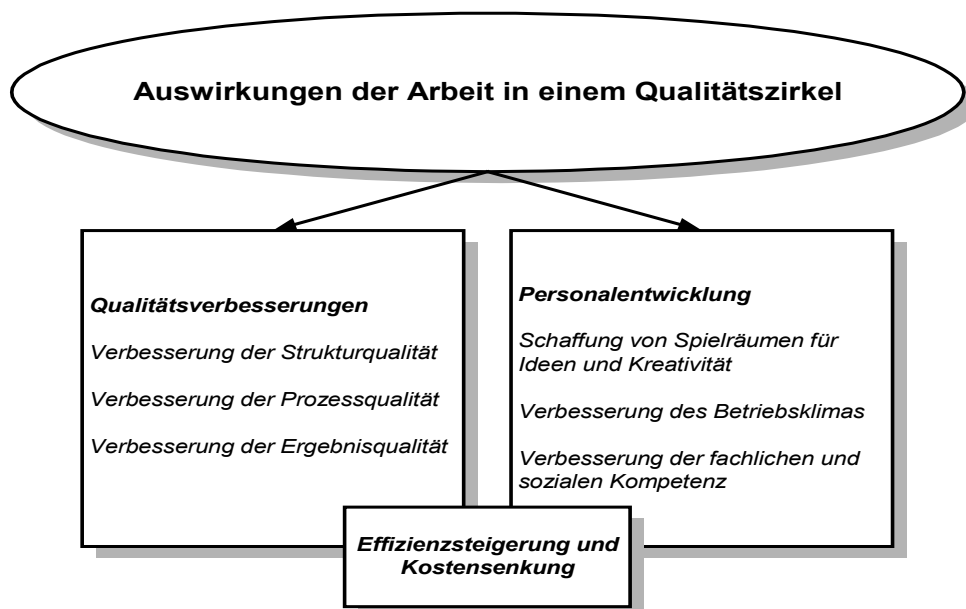 Auswirkungen der Arbeit in einem Qualitätszirkel
Qualitätsverbesserungen
Verbesserung der Strukturqualität
Verbesserung der Prozessqualität
Verbesserung der Ergebnisqualität
Personalentwicklung
Schaffung von Spielräumen für
Ideen und Kreativität
Verbesserung des Betriebsklimas
Verbesserung der fachlichen und
sozialen Kompetenz
Effizienzsteigerung und
Kostensenkung